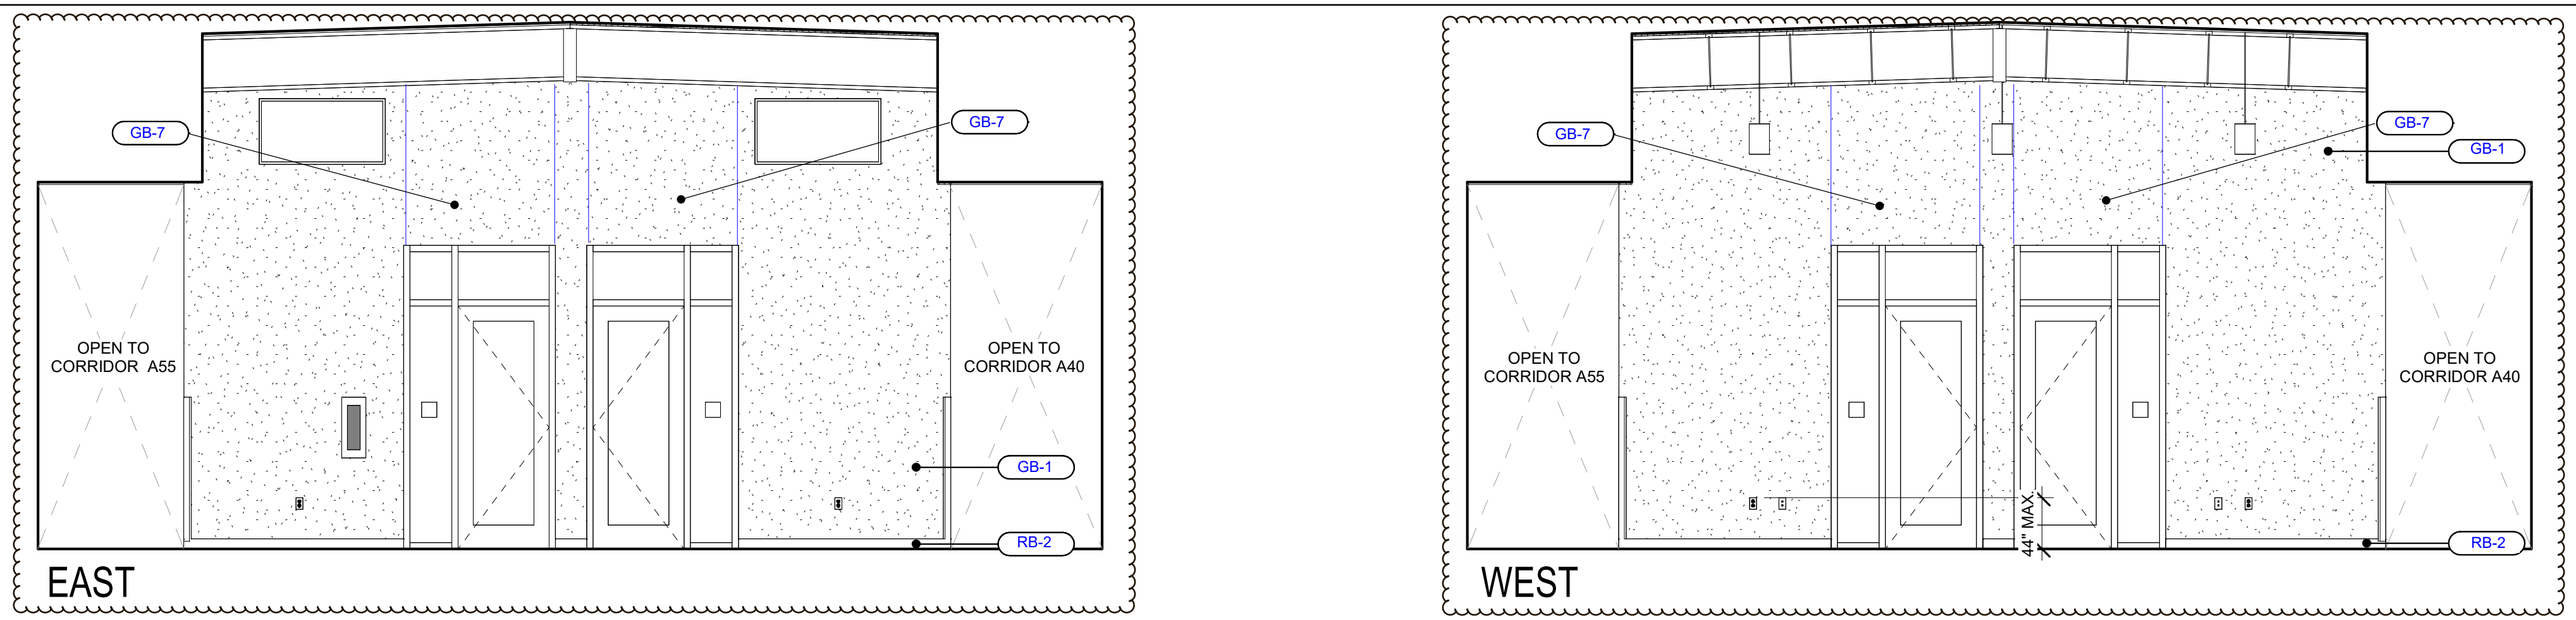 GB-7
GB-7
OPEN TO
CORRIDOR A55
OPEN TO
CORRIDOR A40
GB-1
RB-2
EAST
GB-7
GB-7
GB-1
OPEN TO
CORRIDOR A55
OPEN TO
CORRIDOR A40
44" MAX
RB-2
WEST